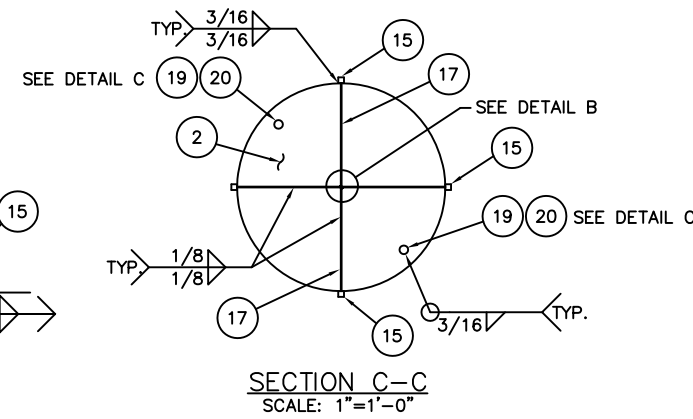 3/16
TYP.
3/16
15
SEE DETAIL C 19 20
17
SEE DETAIL B
2
15
15
19 20 SEE DETAIL C
1/8
TYP.
1/8
3/16
TYP.
17
15
SECTION C-C
SCALE: 1"=1'-0"